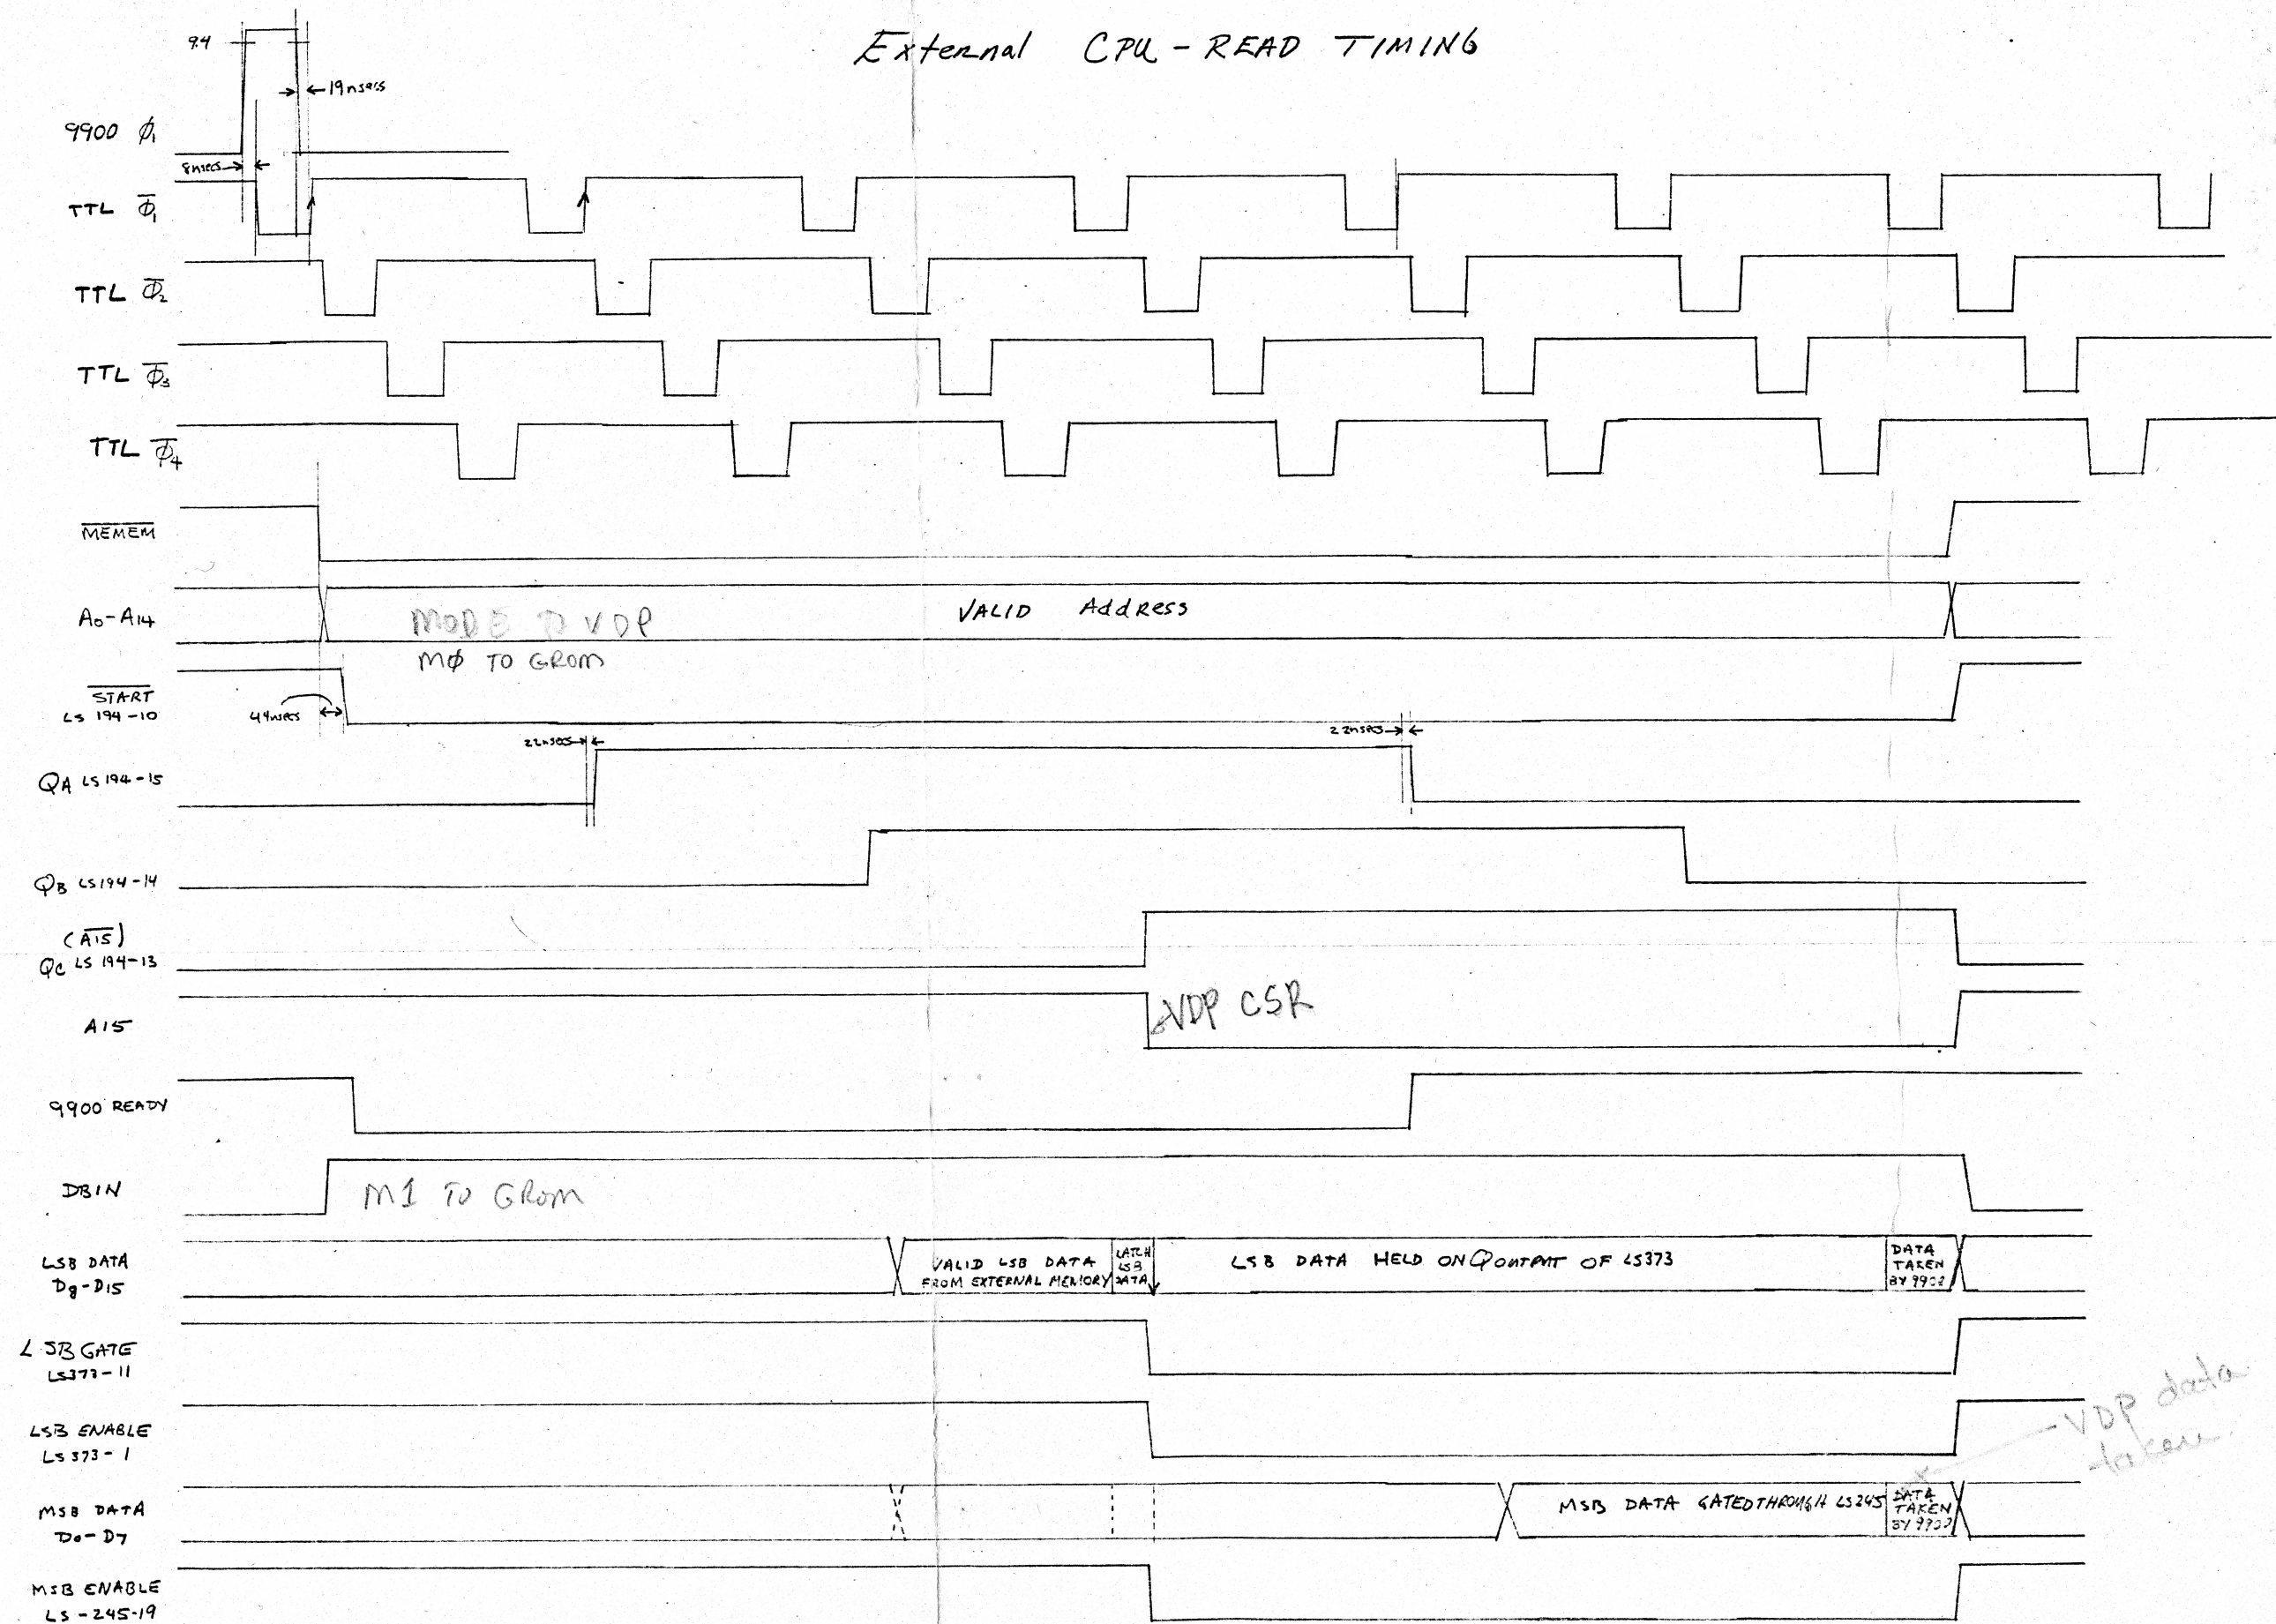 External CPU - READ TIMING
9.4
19nsecs
9900 ϕ1
8nsecs
TTL ϕ̅1
TTL ϕ̅2
TTL ϕ̅3
TTL ϕ̅4
M̅E̅M̅E̅M̅
A0-A14
VALID Address
MODE TO VDP
MØ TO GROM
S̅T̅A̅R̅T̅
LS 194-10
44nsecs
22nsecs
22nsecs
QA LS194-15
QB LS194-14
(A̅1̅5̅)
QC LS 194-13
VDP CSR
A15
9900 READY
DBIN
M1 TO GROM
LSB DATA
D8-D15
VALID LSB DATA
FROM EXTERNAL MEMORY
LATCH
LSB
DATA
LSB DATA HELD ON Q OUTPUT OF LS373
DATA
TAKEN
BY 9900
LSB GATE
LS373-11
LSB ENABLE
LS373-1
VDP data
taken
MSB DATA
D0-D7
MSB DATA GATED THROUGH LS245
DATA
TAKEN
BY 9900
MSB ENABLE
LS-245-19